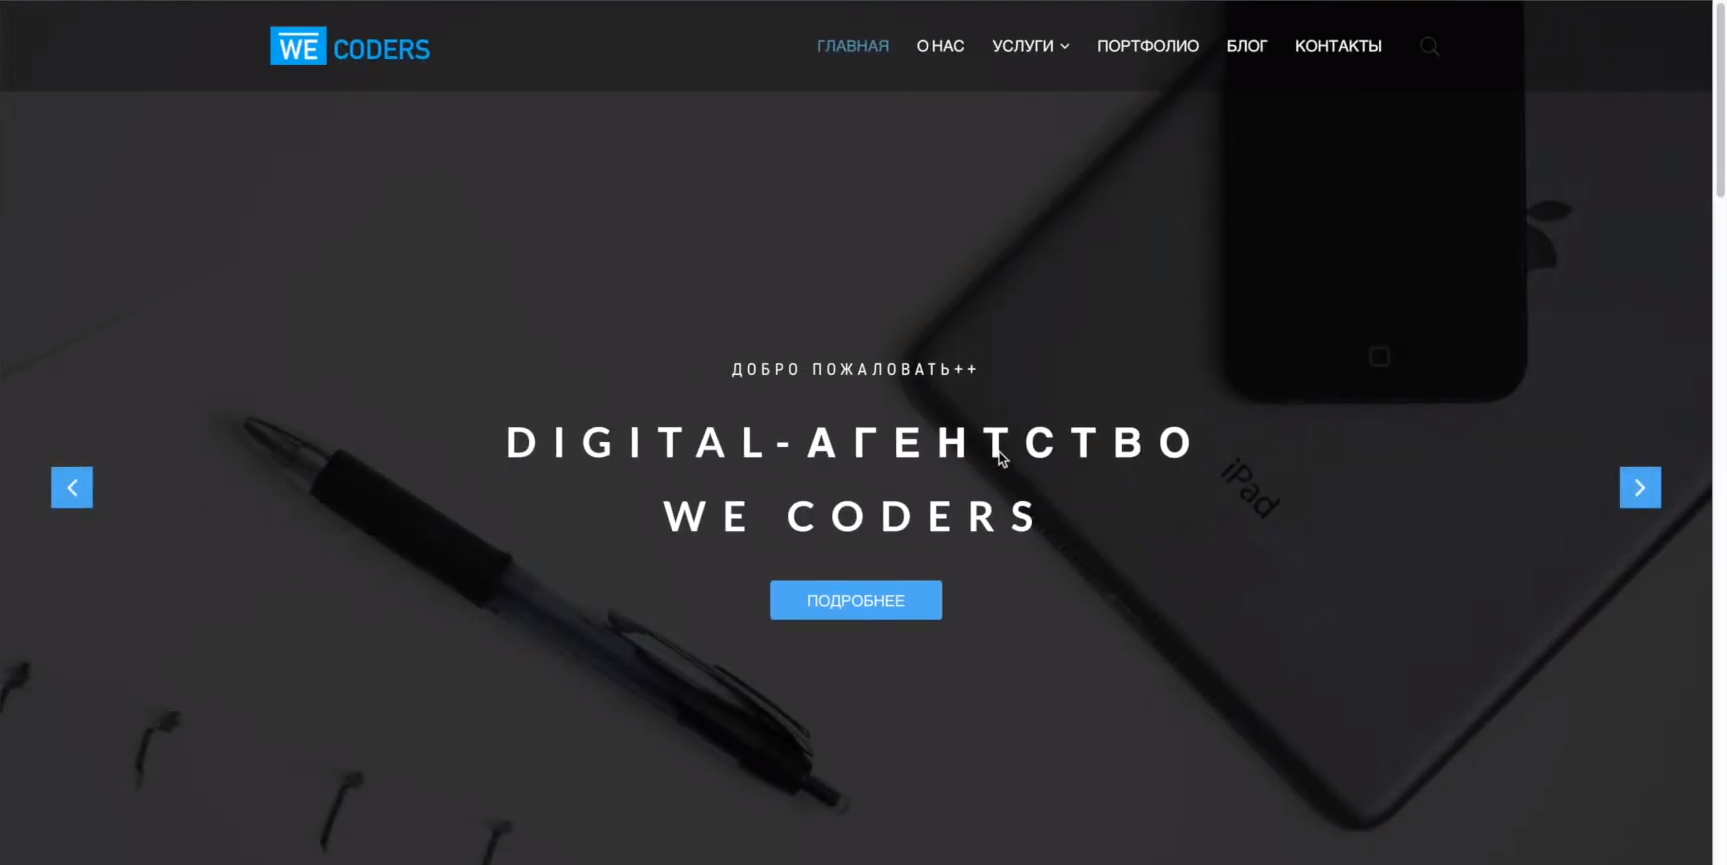 WE CODERS
ГЛАВНАЯ О НАС УСЛУГИ ПОРТФОЛИО БЛОГ КОНТАКТЫ
ДОБРО ПОЖАЛОВАТЬ++
DIGITAL-АГЕНТСТВО
WE CODERS
iPad
ПОДРОБНЕЕ